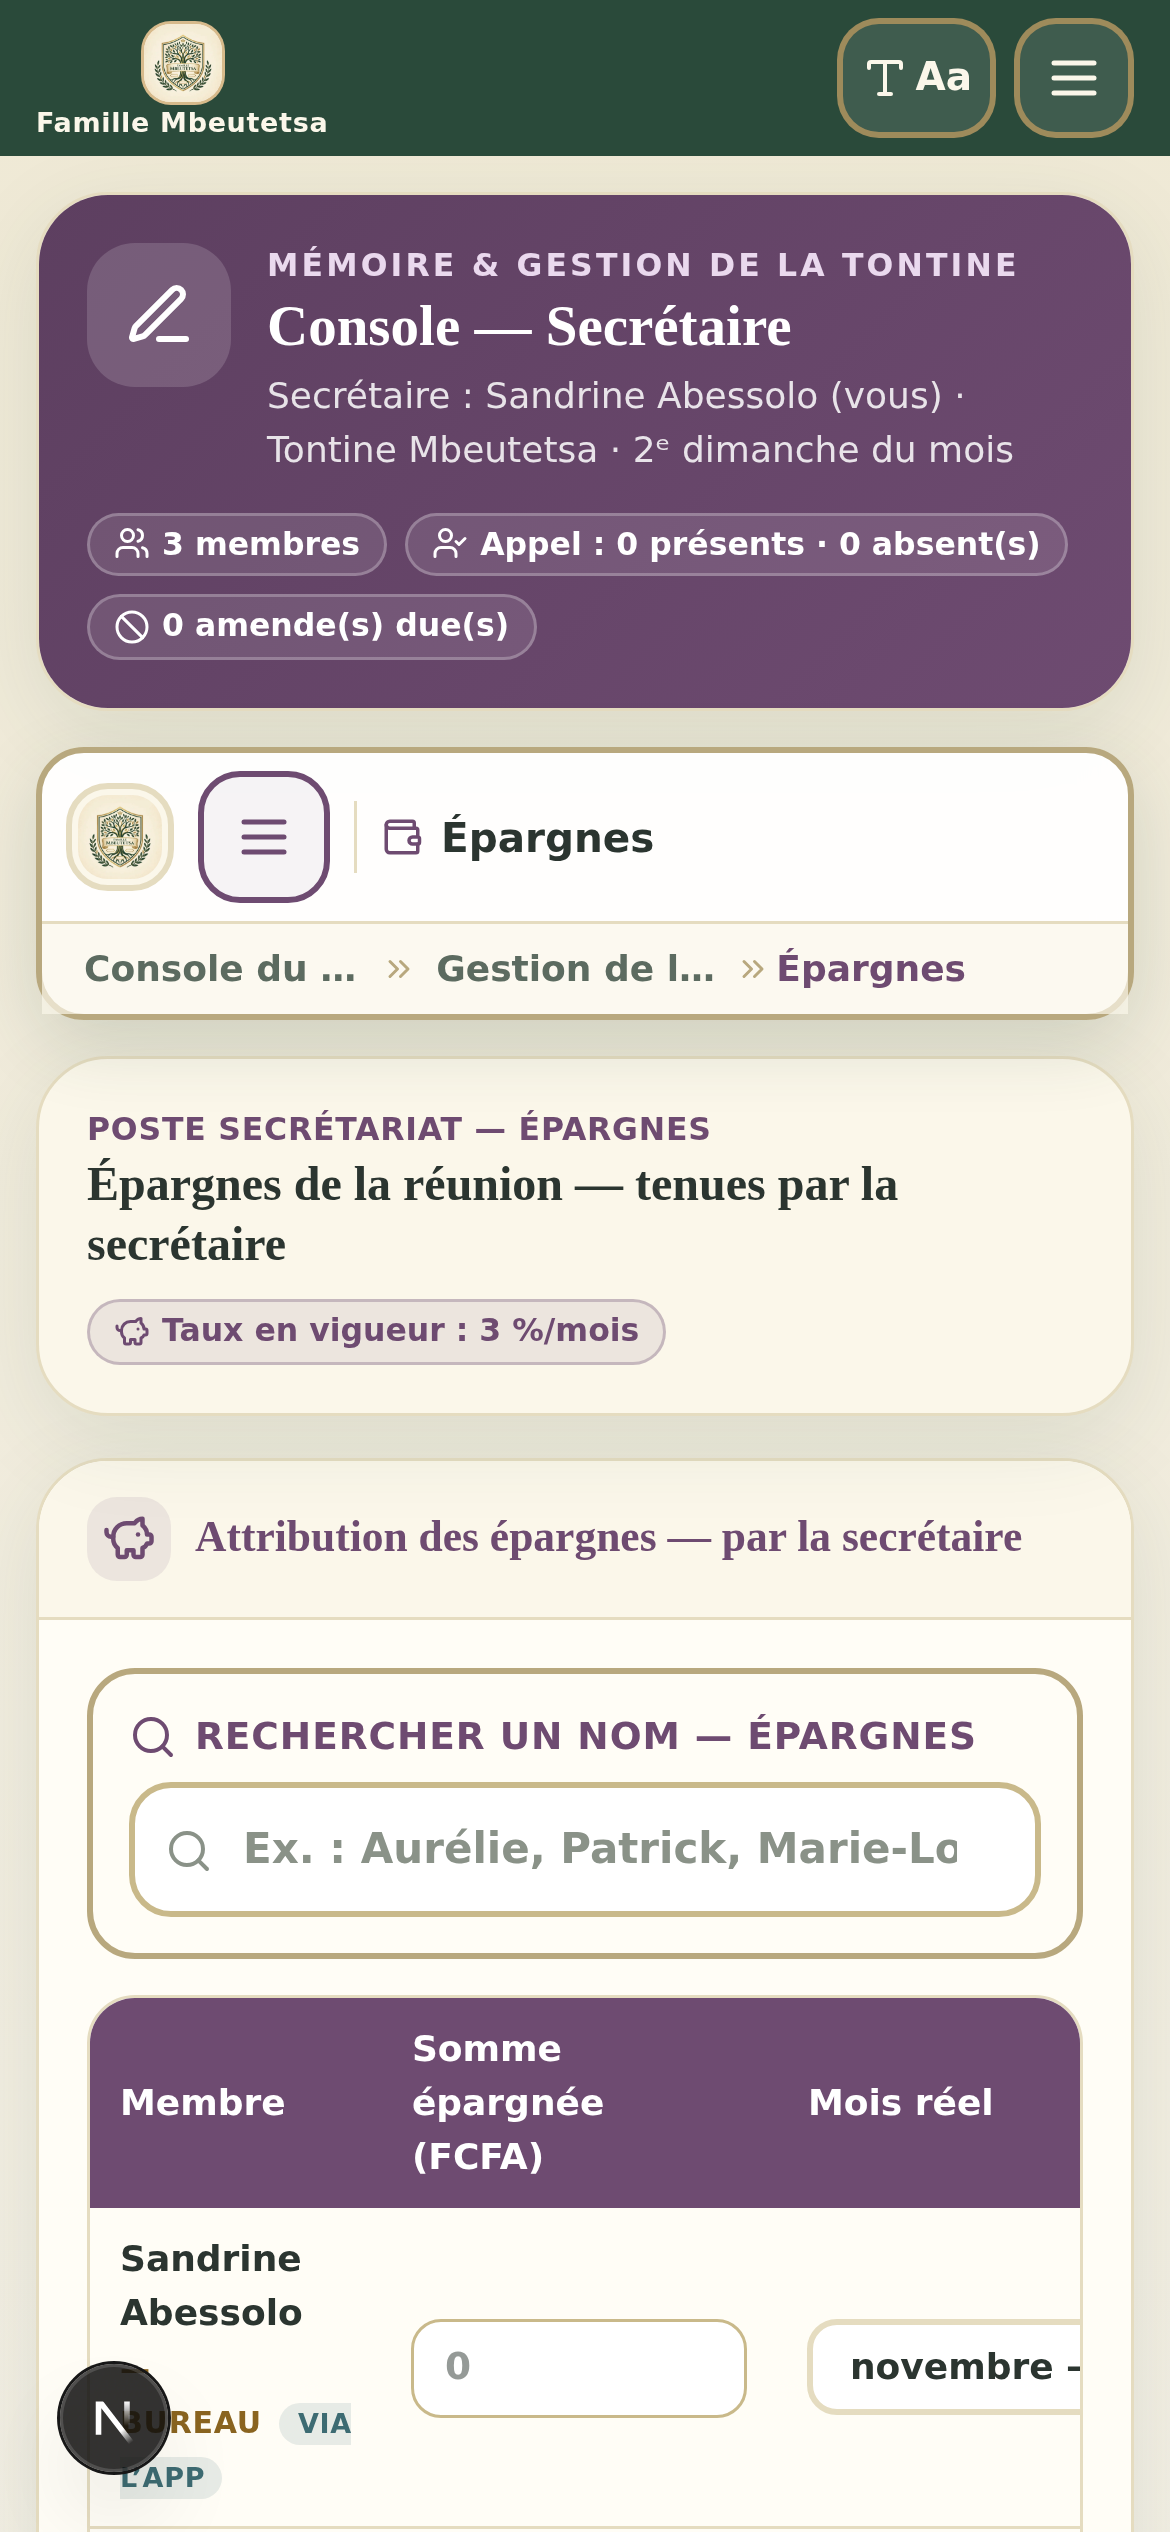 Famille Mbeutetsa
Aa
MÉMOIRE & GESTION DE LA TONTINE
Console — Secrétaire
Secrétaire : Sandrine Abessolo (vous) ·
Tontine Mbeutetsa · 2ᵉ dimanche du mois
3 membres
Appel : 0 présents · 0 absent(s)
0 amende(s) due(s)
Épargnes
Console du ... » Gestion de l... » Épargnes
POSTE SECRÉTARIAT — ÉPARGNES
Épargnes de la réunion — tenues par la
secrétaire
Taux en vigueur : 3 %/mois
Attribution des épargnes — par la secrétaire
RECHERCHER UN NOM — ÉPARGNES
Ex. : Aurélie, Patrick, Marie-Lo
Membre
Somme
épargnée
(FCFA)
Mois réel
Sandrine
Abessolo
—
BUREAU VIA
L'APP
0
novembre –